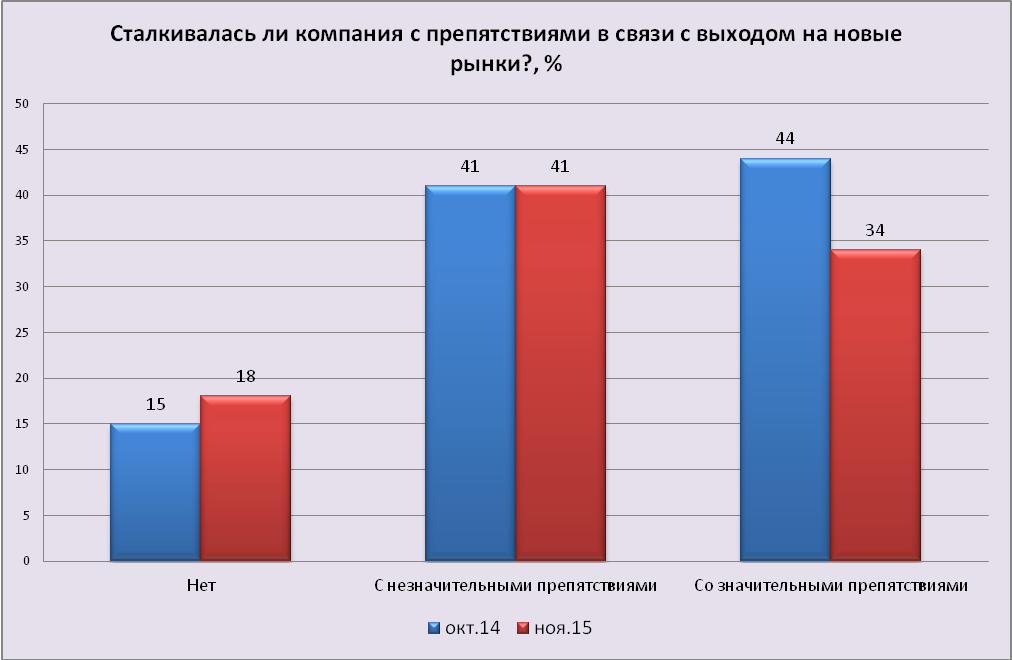 Сталкивалась ли компания с препятствиями в связи с выходом на новые
рынки?, %
50
45
40
35
30
25
20
15
10
5
0
15
18
41
41
44
34
Нет
С незначительными препятствиями
Со значительными препятствиями
окт.14
ноя.15